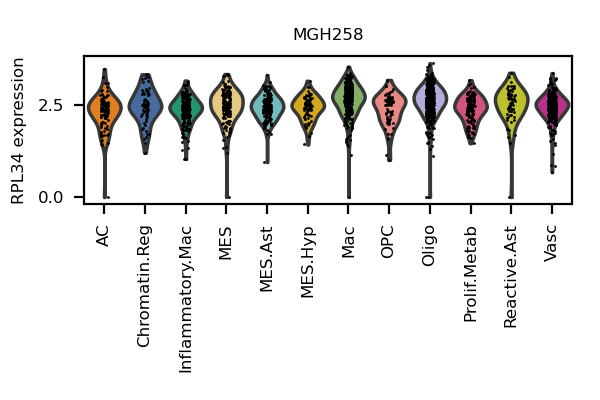 MGH258
RPL34 expression
2.5
0.0
AC
Chromatin.Reg
Inflammatory.Mac
MES
MES.Ast
MES.Hyp
Mac
OPC
Oligo
Prolif.Metab
Reactive.Ast
Vasc